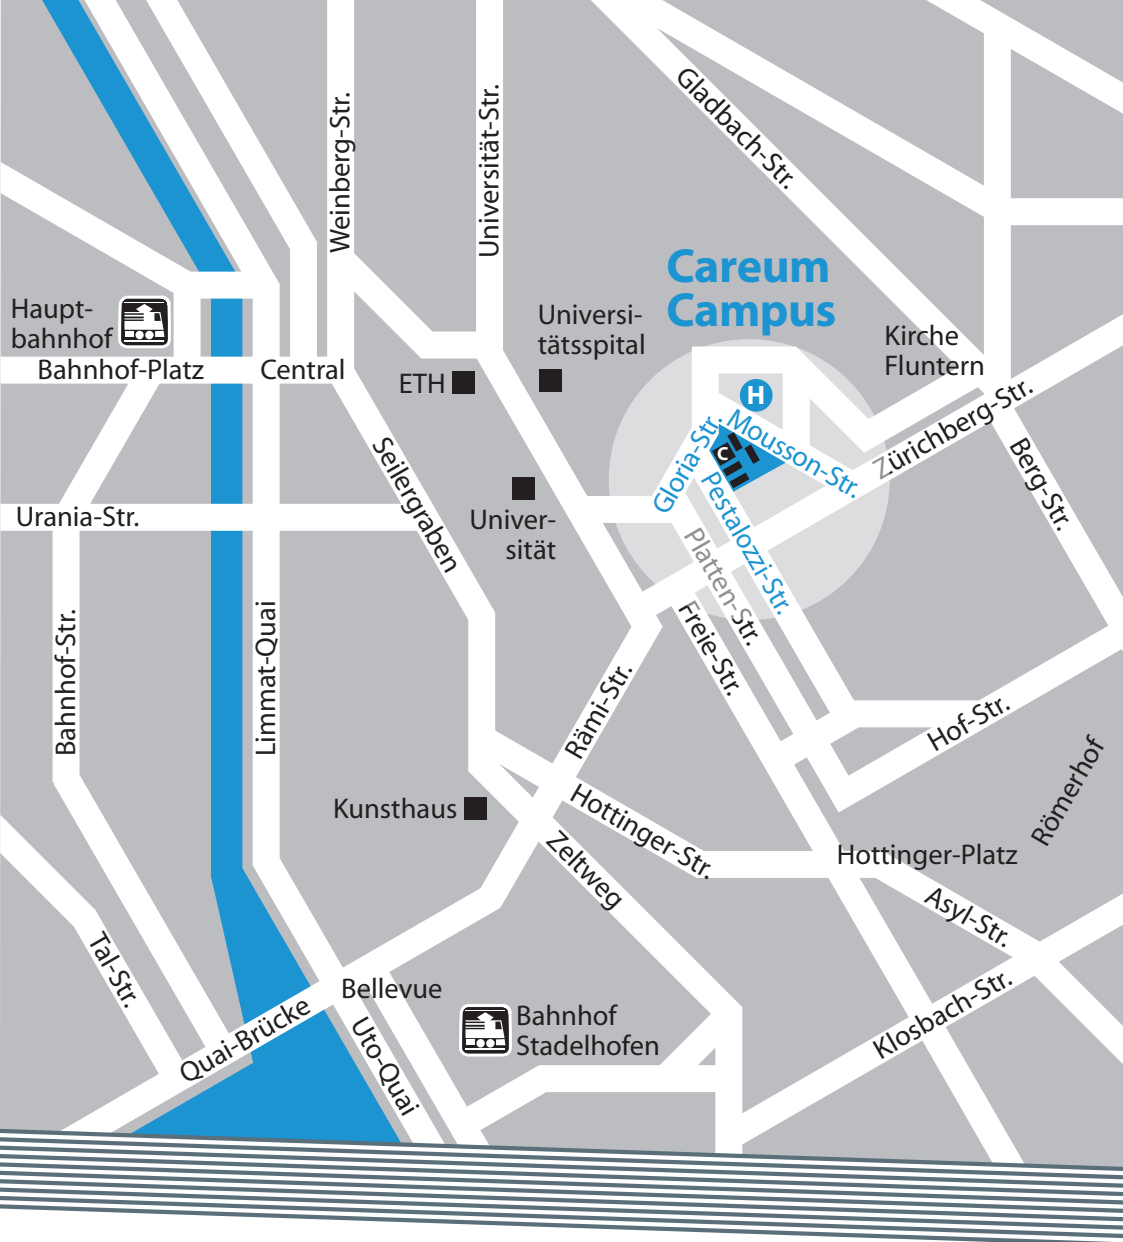 Gladbach-Str.
Weinberg-Str.
Universität-Str.
Careum
Campus
Haupt-
bahnhof
Universi-
tätsspital
Kirche
Fluntern
Bahnhof-Platz
Central
ETH
H
Zürichberg-Str.
Mousson-Str.
Gloria-Str.
C
Berg-Str.
Seilergraben
Pestalozzi-Str.
Urania-Str.
Univer-
sität
Platten-Str.
Freie-Str.
Bahnhof-Str.
Limmat-Quai
Rämi-Str.
Hof-Str.
Römerhof
Kunsthaus
Hottinger-Str.
Hottinger-Platz
Zeltweg
Asyl-Str.
Tal-Str.
Bellevue
Quai-Brücke
Uto-Quai
Bahnhof
Stadelhofen
Klosbach-Str.